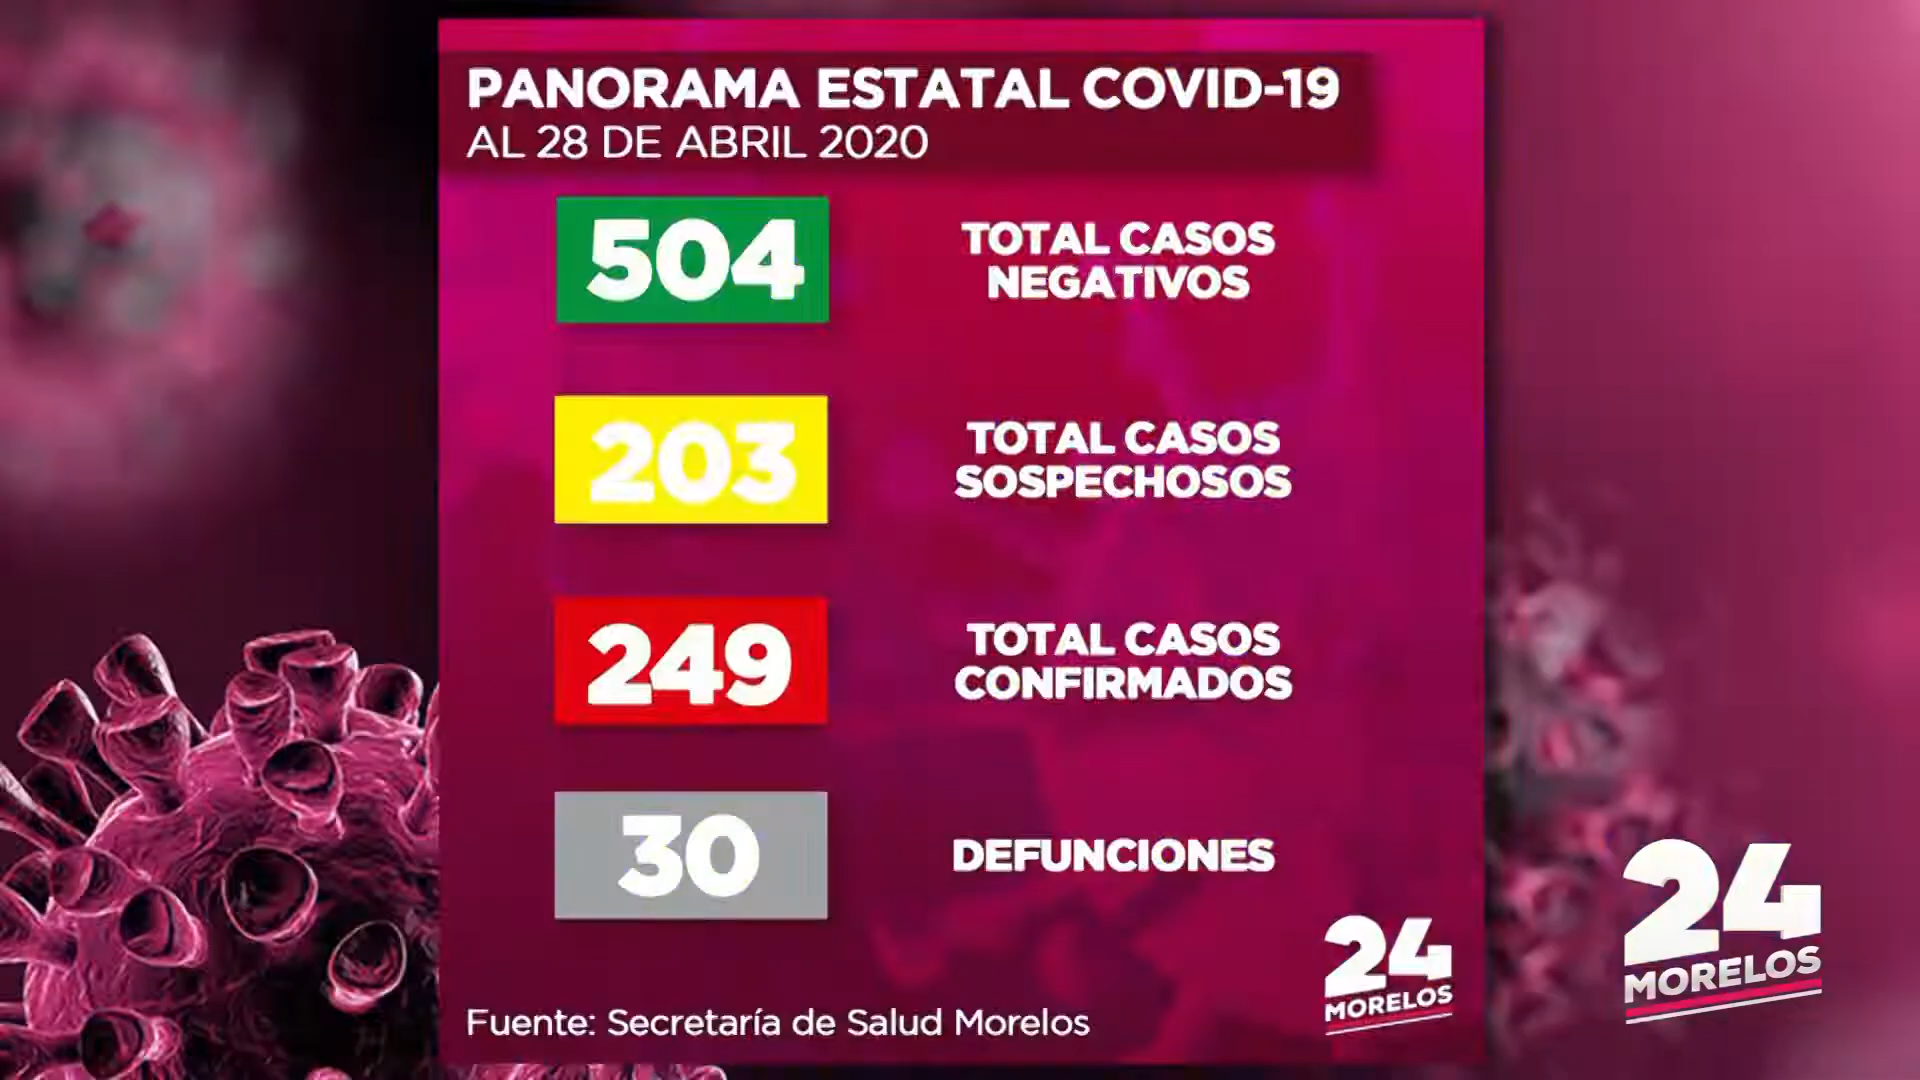 PANORAMA ESTATAL COVID-19
AL 28 DE ABRIL 2020
504
TOTAL CASOS
NEGATIVOS
203
TOTAL CASOS
SOSPECHOSOS
249
TOTAL CASOS
CONFIRMADOS
30
DEFUNCIONES
24
MORELOS
Fuente: Secretaría de Salud Morelos
24
MORELOS